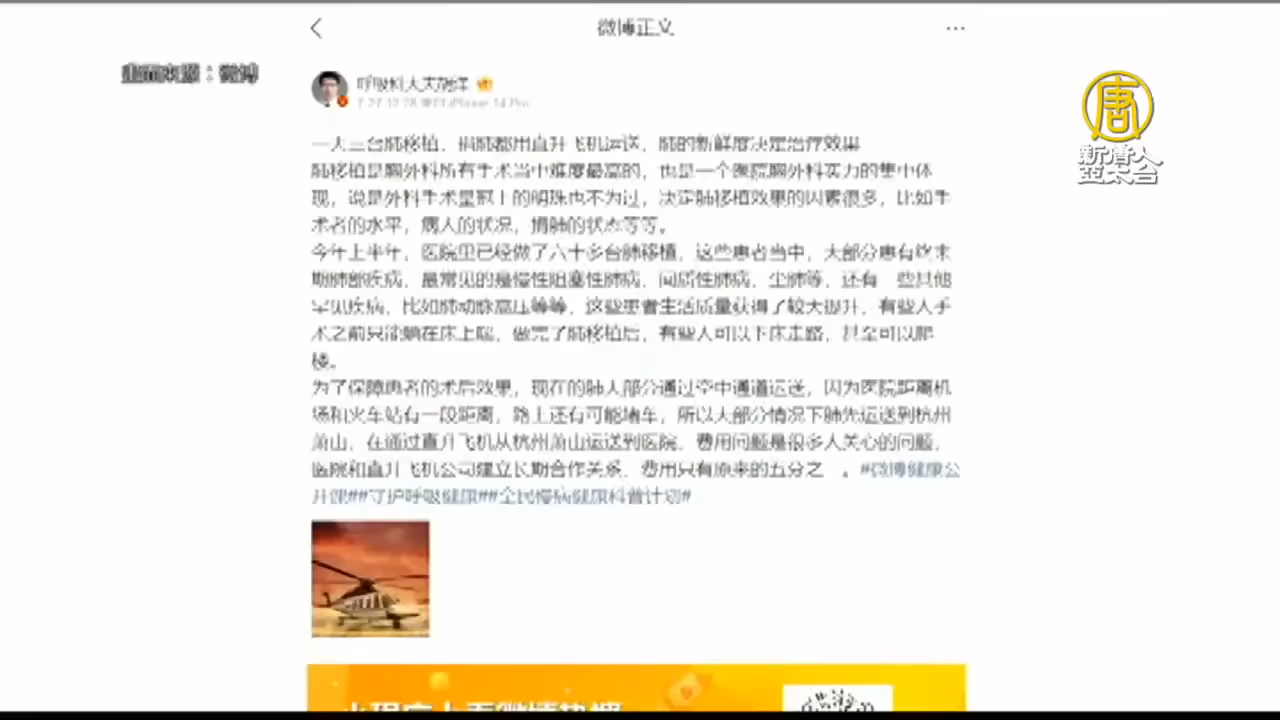 微博正文
画面來源：微博
呼吸科大夫胡洋
7-27 12:28 来自 iPhone 14 Pro
新唐人
亞太台
一天三台肺移植，捐肺都用直升飞机运送，肺的新鲜度决定治疗效果
肺移植是胸外科所有手术当中难度最高的，也是一个医院胸外科实力的集中体
现，说是外科手术皇冠上的明珠也不为过，决定肺移植效果的因素很多，比如手
术者的水平，病人的状况，捐肺的状态等等。
今年上半年，医院里已经做了六十多台肺移植，这些患者当中，大部分患有终末
期肺部疾病，最常见的是慢性阻塞性肺病，间质性肺病，尘肺等，还有一些其他
罕见疾病，比如肺动脉高压等等，这些患者生活质量获得了较大提升，有些人手
术之前只能躺在床上喘，做完了肺移植后，有些人可以下床走路，甚至可以爬
楼。
为了保障患者的术后效果，现在的肺大部分通过空中通道运送，因为医院距离机
场和火车站有一段距离，路上还有可能堵车，所以大部分情况下肺先运送到杭州
萧山，在通过直升飞机从杭州萧山运送到医院，费用问题是很多人关心的问题，
医院和直升飞机公司建立长期合作关系，费用只有原来的五分之一。#微博健康公
开课##守护呼吸健康##全民慢病健康科普计划#